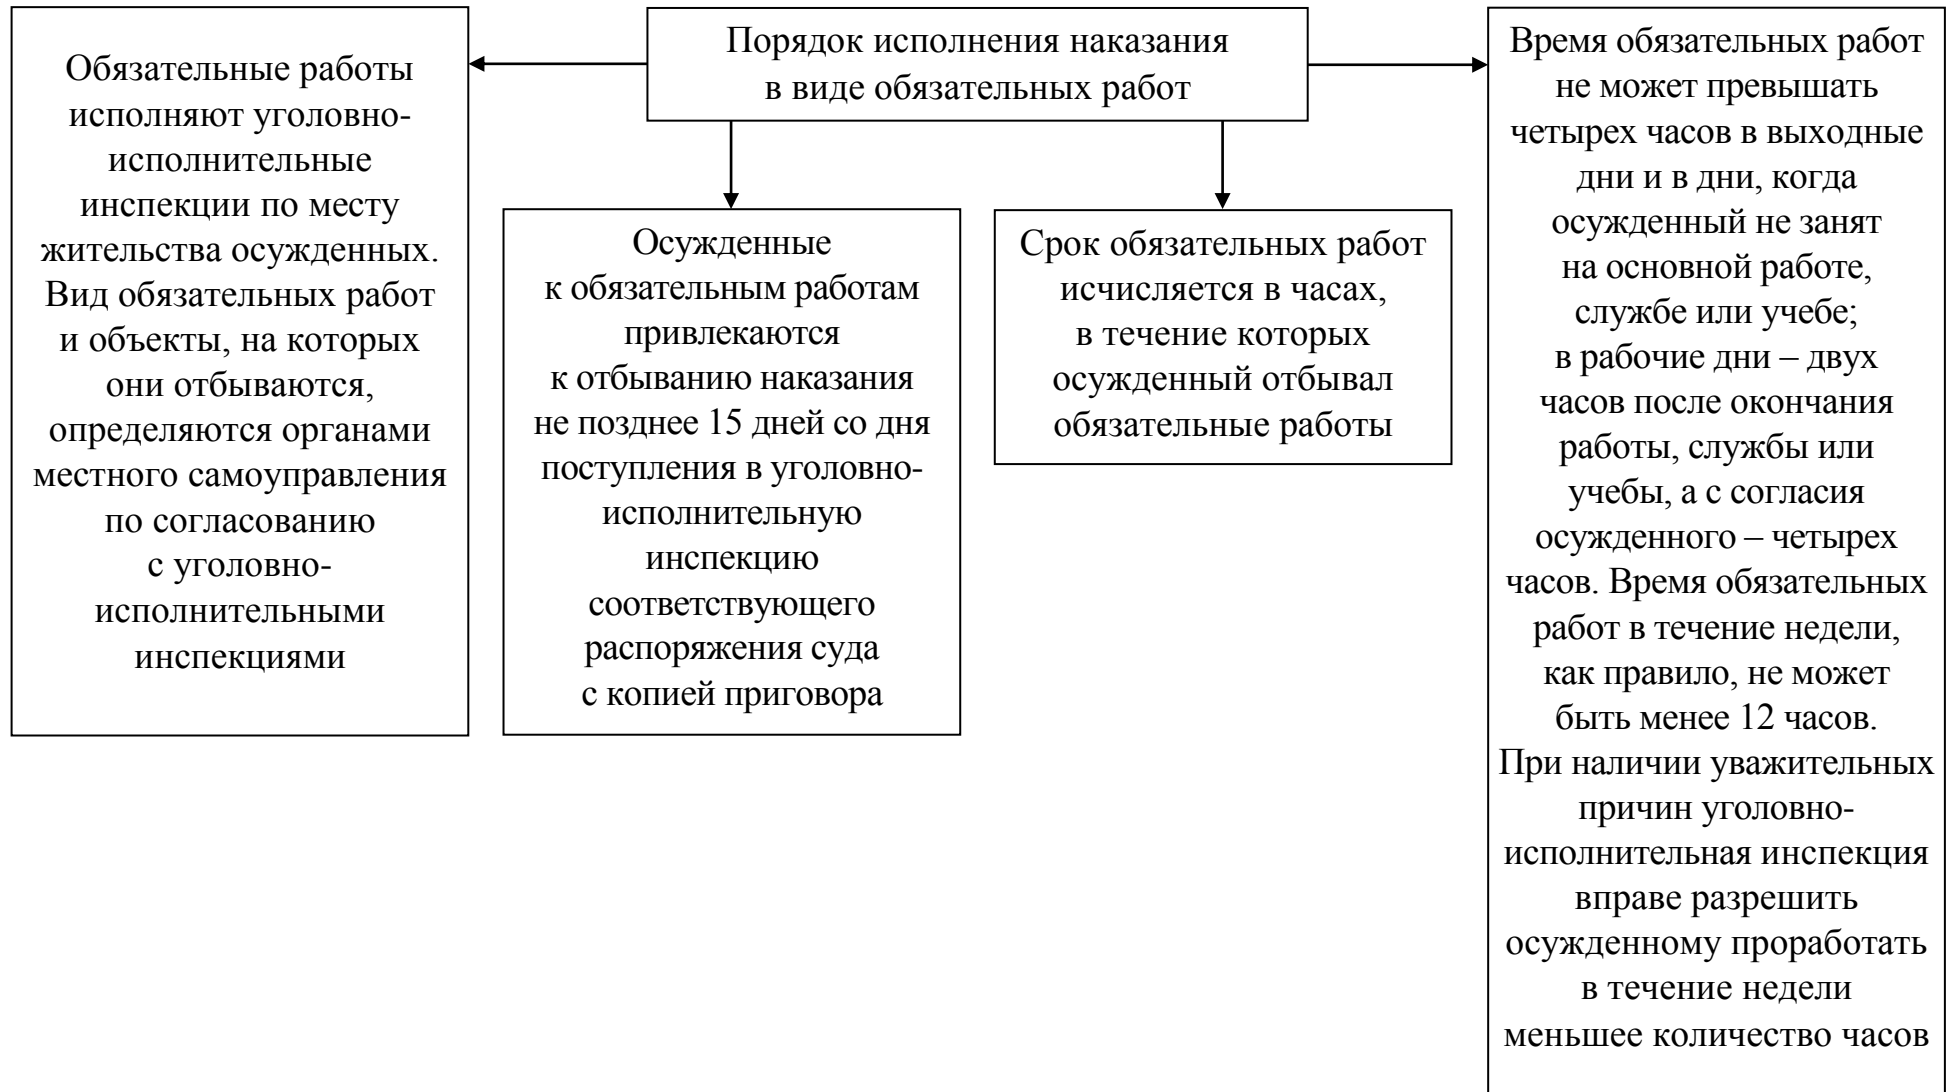 Порядок исполнения наказания
в виде обязательных работ
Обязательные работы
исполняют уголовно-
исполнительные
инспекции по месту
жительства осужденных.
Вид обязательных работ
и объекты, на которых
они отбываются,
определяются органами
местного самоуправления
по согласованию
с уголовно-
исполнительными
инспекциями
Осужденные
к обязательным работам
привлекаются
к отбыванию наказания
не позднее 15 дней со дня
поступления в уголовно-
исполнительную
инспекцию
соответствующего
распоряжения суда
с копией приговора
Срок обязательных работ
исчисляется в часах,
в течение которых
осужденный отбывал
обязательные работы
Время обязательных работ
не может превышать
четырех часов в выходные
дни и в дни, когда
осужденный не занят
на основной работе,
службе или учебе;
в рабочие дни – двух
часов после окончания
работы, службы или
учебы, а с согласия
осужденного – четырех
часов. Время обязательных
работ в течение недели,
как правило, не может
быть менее 12 часов.
При наличии уважительных
причин уголовно-
исполнительная инспекция
вправе разрешить
осужденному проработать
в течение недели
меньшее количество часов